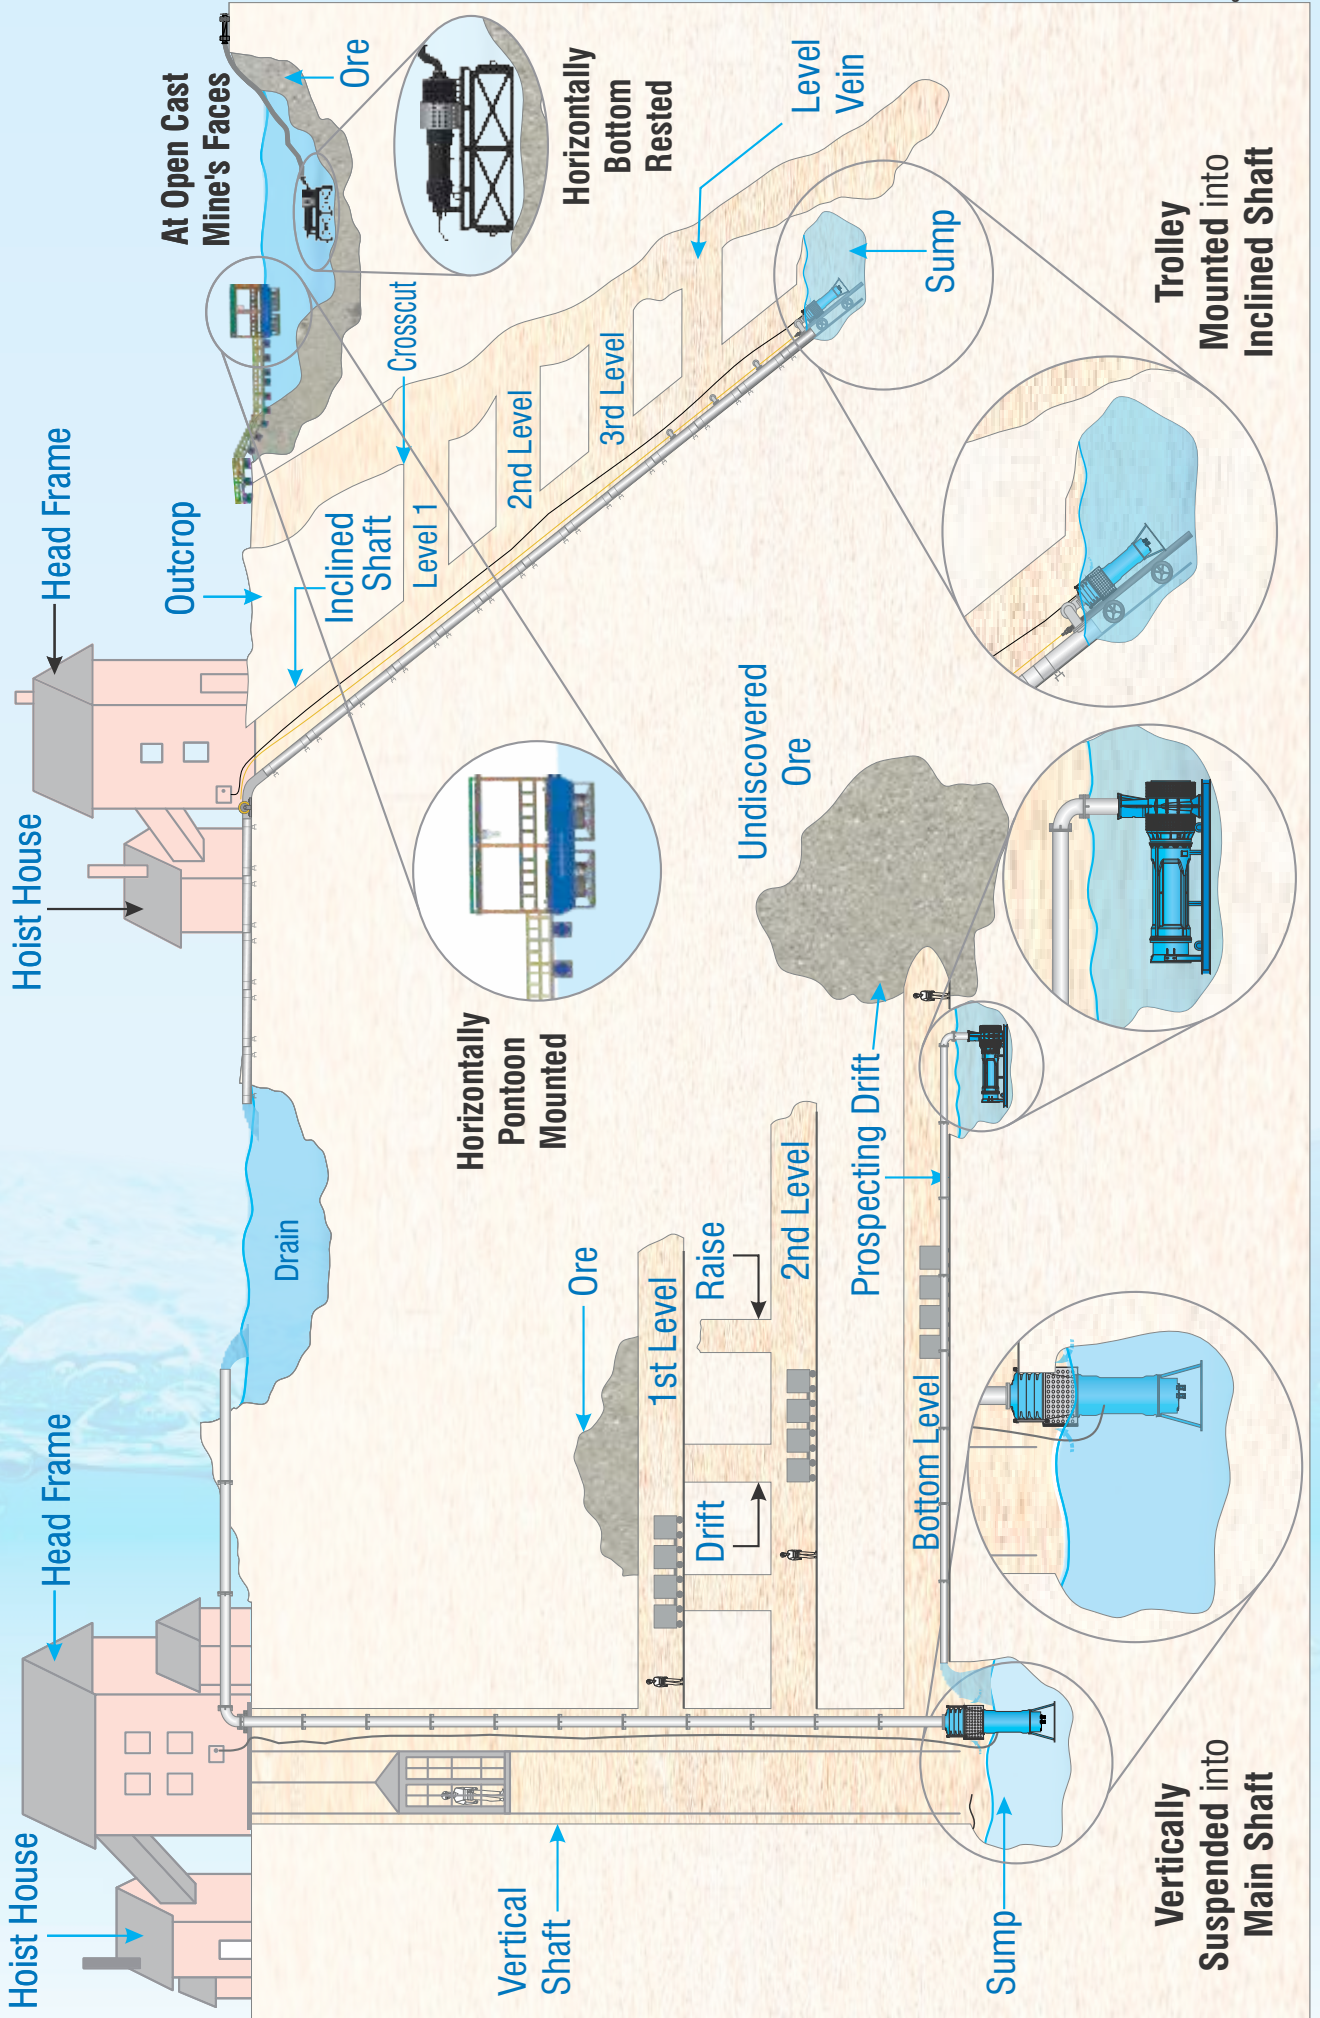 Hoist House
Head Frame
Hoist House
Head Frame
Outcrop
At Open Cast
Mine's Faces
Ore
Drain
Inclined
Shaft
Crosscut
Level 1
2nd Level
3rd Level
Horizontally
Bottom
Rested
Level
Vein
Horizontally
Pontoon
Mounted
Vertical
Shaft
Ore
1st Level
Drift
Raise
2nd Level
Undiscovered
Ore
Prospecting Drift
Bottom Level
Sump
Sump
Vertically
Suspended into
Main Shaft
Trolley
Mounted into
Inclined Shaft